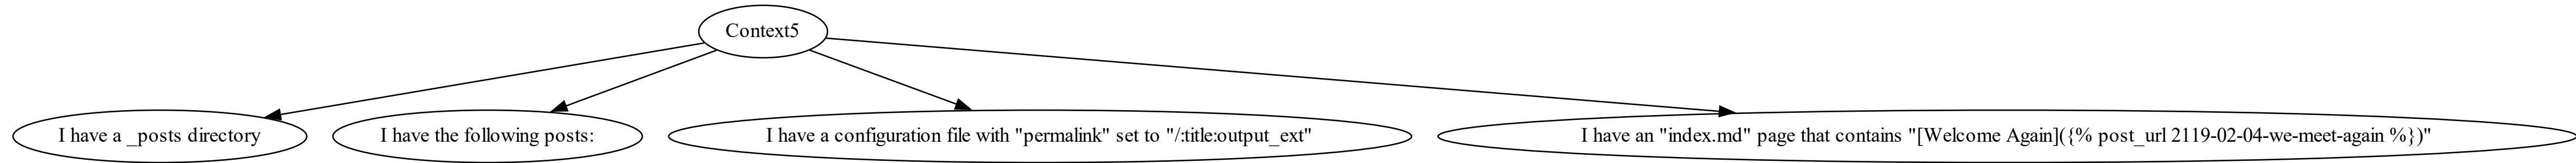 Context5
I have a _posts directory
I have the following posts:
I have a configuration file with "permalink" set to "/:title:output_ext"
I have an "index.md" page that contains "[Welcome Again]({% post_url 2119-02-04-we-meet-again %})"